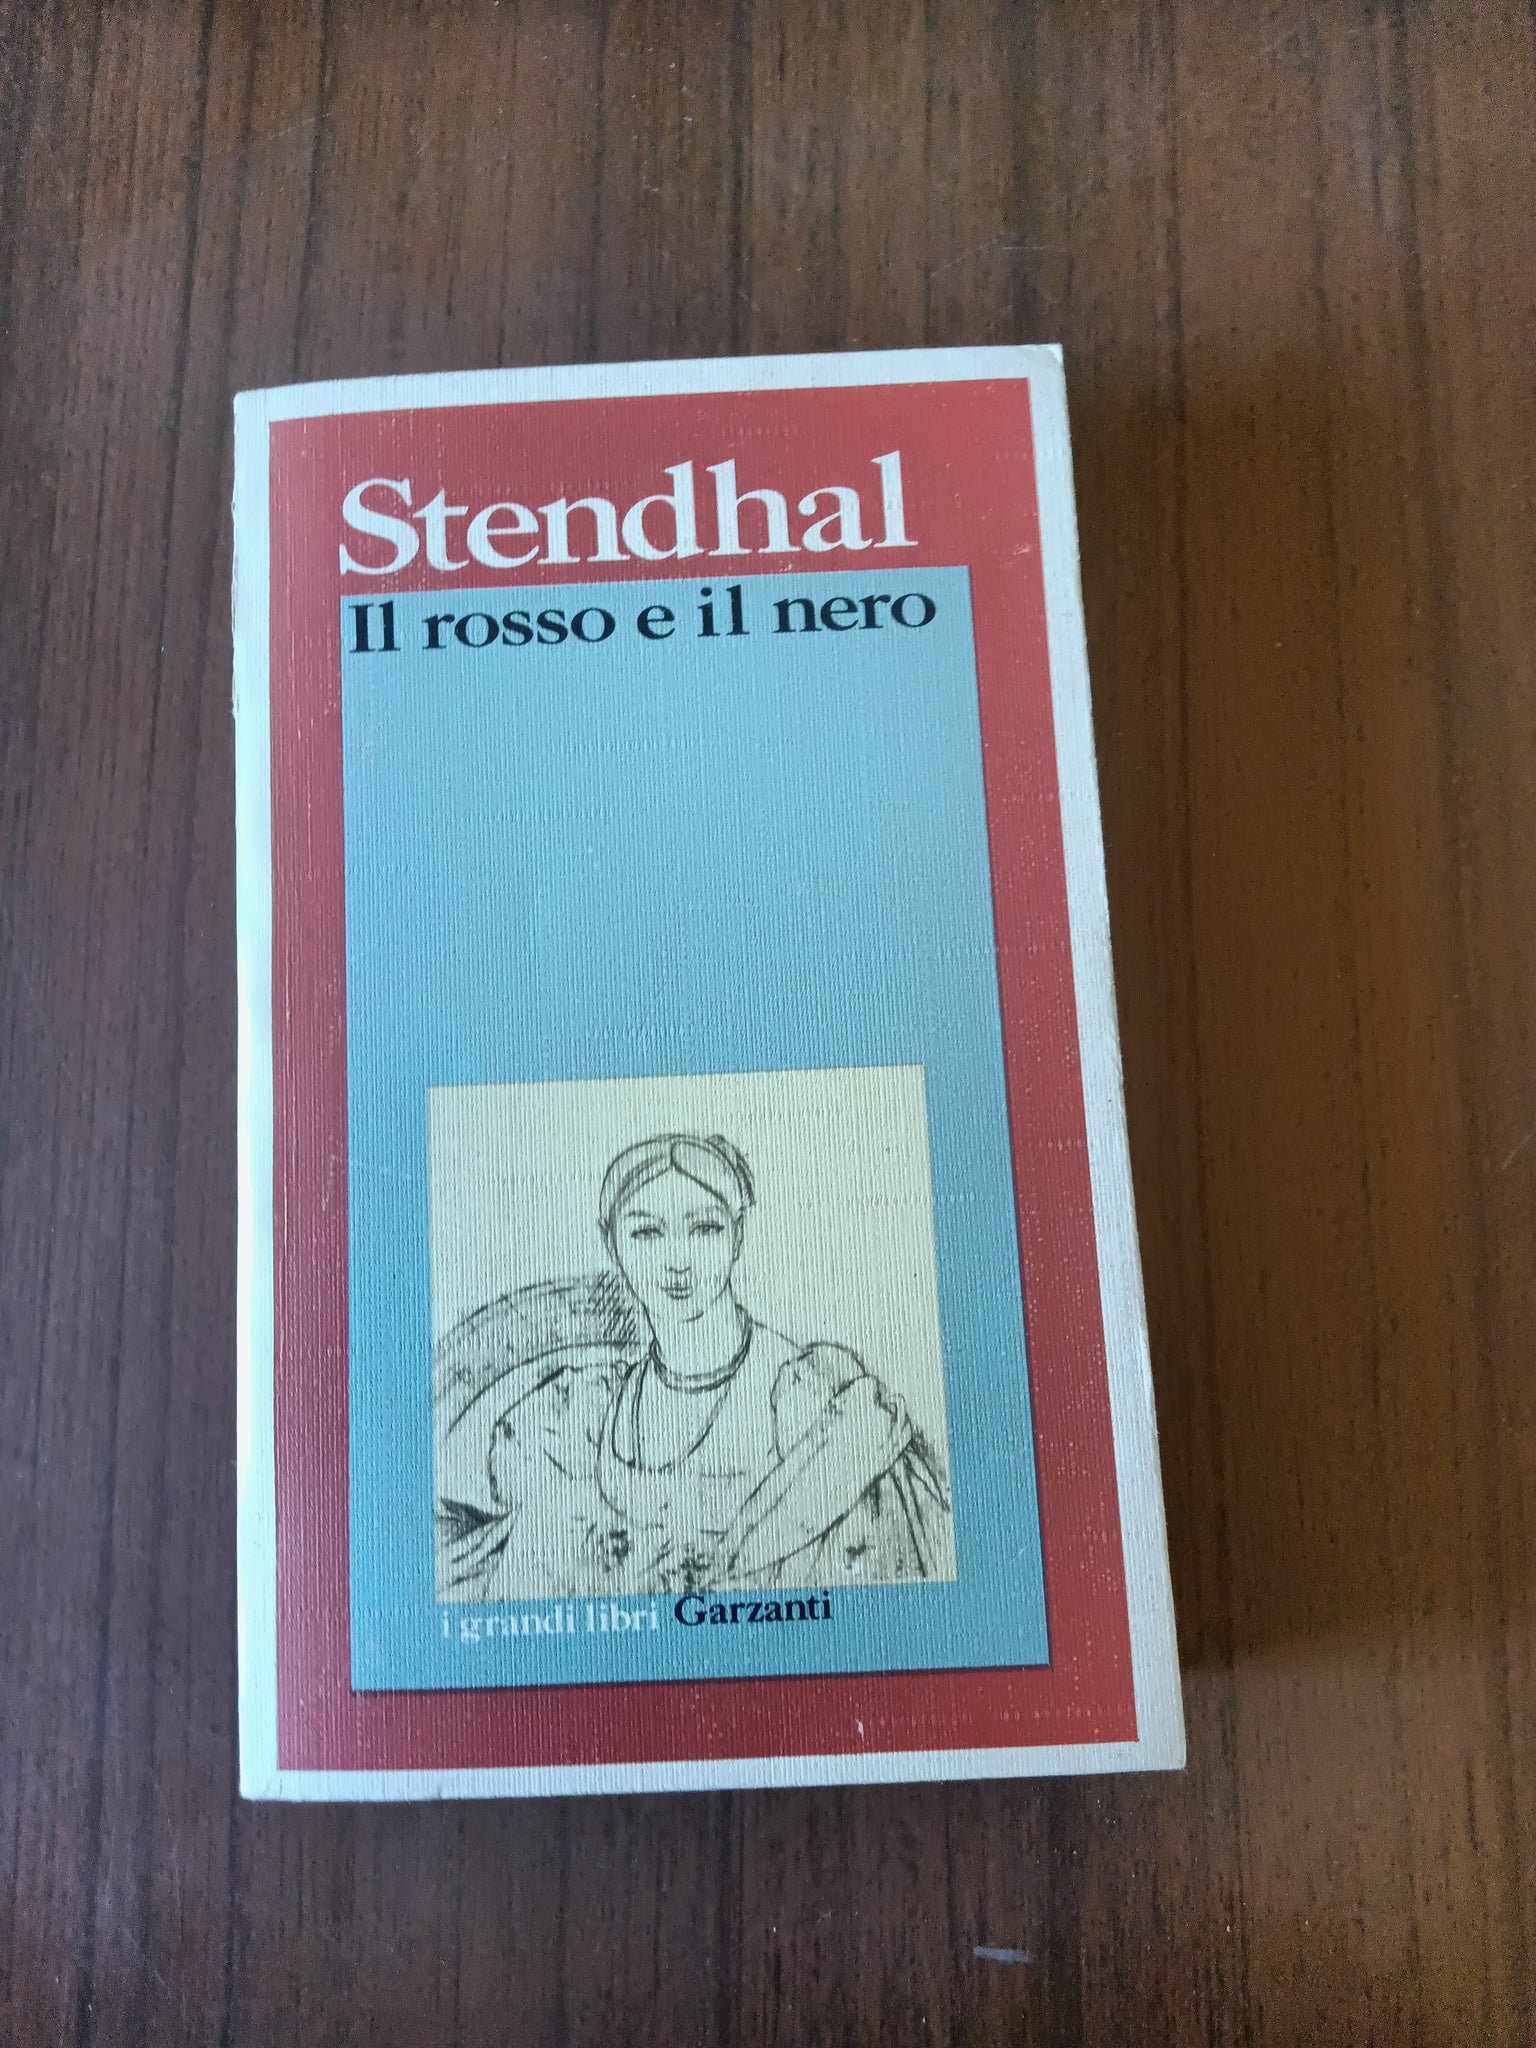 Stendhal
Il rosso e il nero
i grandi libri Garzanti